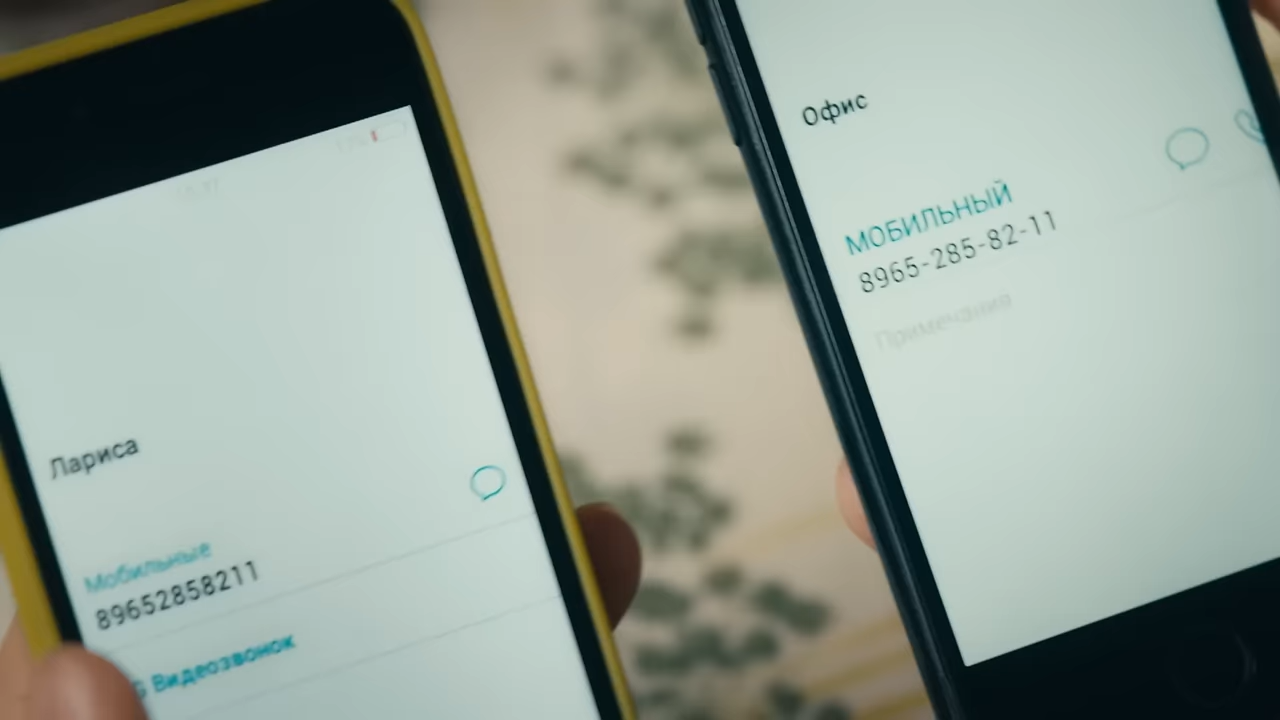 Лариса
Мобильные
89652858211
Видеозвонок
Офис
МОБИЛЬНЫЙ
8965-285-82-11
Примечания